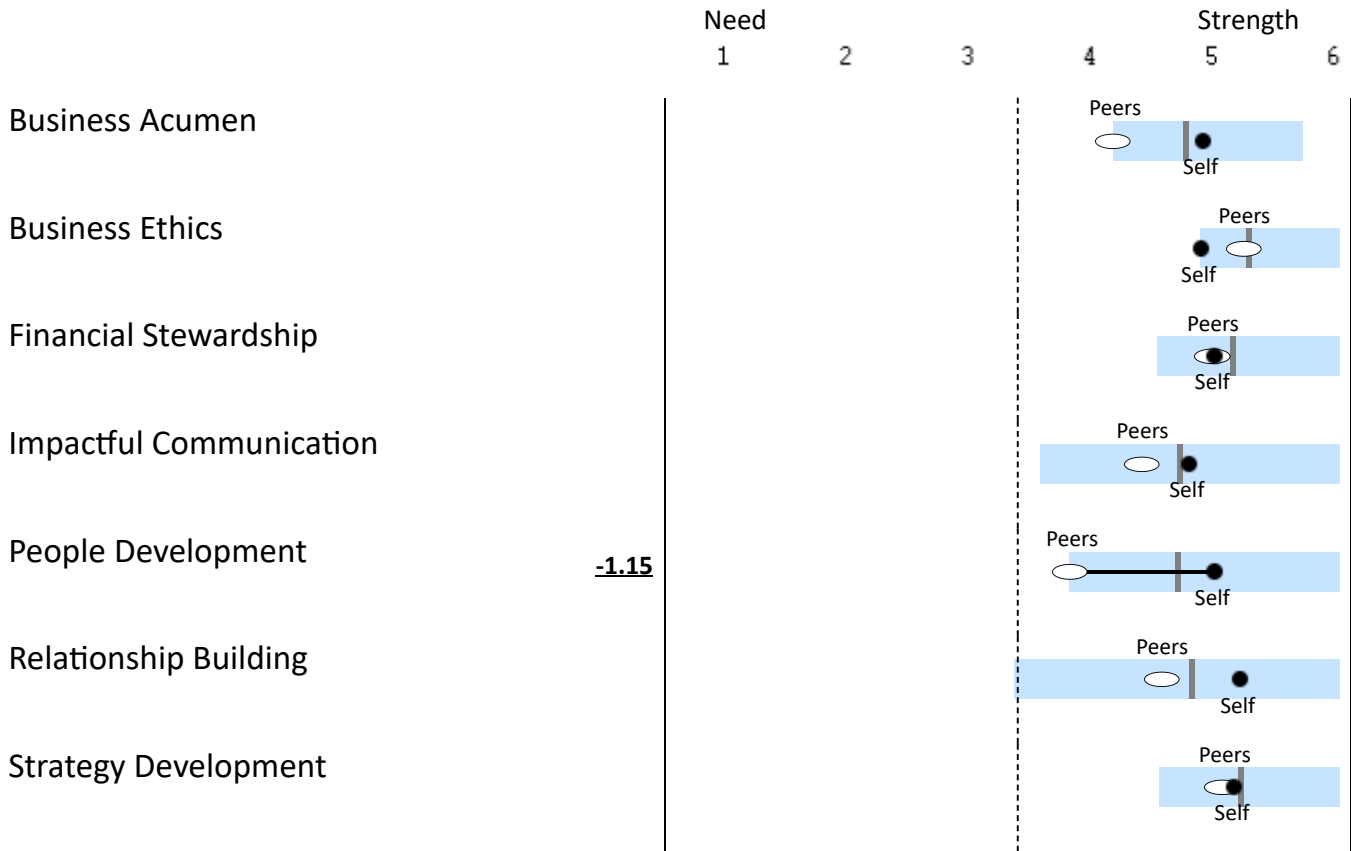 Need Strength
1 2 3 4 5 6
Business Acumen
Peers
Self
Business Ethics
Peers
Self
Financial Stewardship
Peers
Self
Impactful Communication
Peers
Self
People Development
Peers
-1.15
Self
Relationship Building
Peers
Self
Strategy Development
Peers
Self